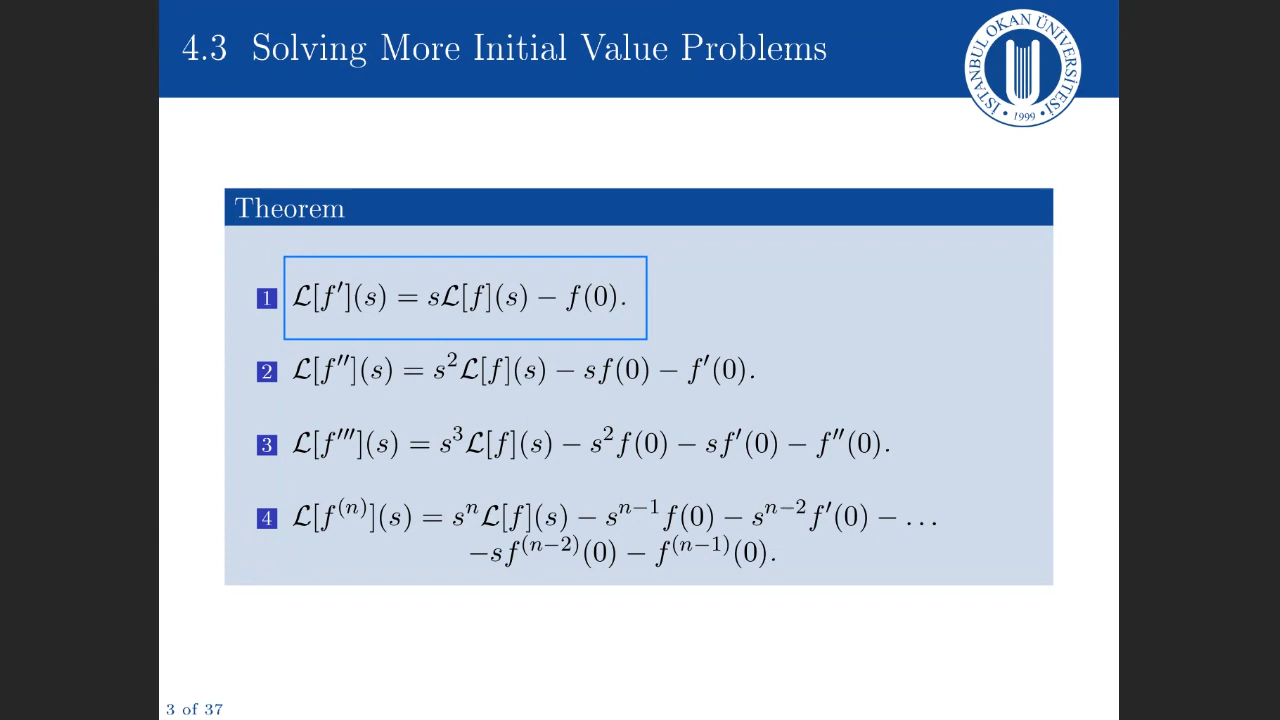 4.3 Solving More Initial Value Problems
İSTANBUL OKAN ÜNİVERSİTESİ
• 1999 •
Theorem
1 ℒ[f′](s) = sℒ[f](s) − f(0).
2 ℒ[f″](s) = s²ℒ[f](s) − sf(0) − f′(0).
3 ℒ[f‴](s) = s³ℒ[f](s) − s²f(0) − sf′(0) − f″(0).
4 ℒ[f⁽ⁿ⁾](s) = sⁿℒ[f](s) − sⁿ⁻¹f(0) − sⁿ⁻²f′(0) − …
−sf⁽ⁿ⁻²⁾(0) − f⁽ⁿ⁻¹⁾(0).
3 of 37